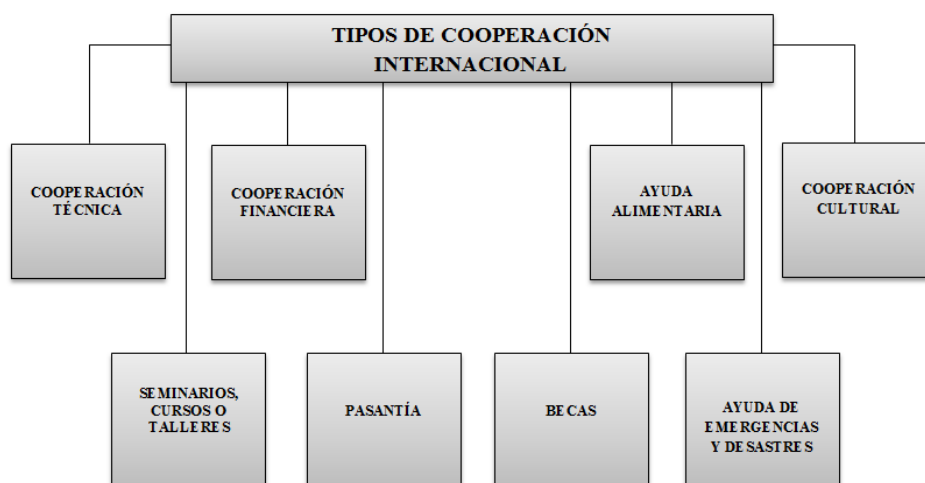 TIPOS DE COOPERACIÓN
INTERNACIONAL
COOPERACIÓN
TÉCNICA
COOPERACIÓN
FINANCIERA
AYUDA
ALIMENTARIA
COOPERACIÓN
CULTURAL
SEMINARIOS,
CURSOS O
TALLERES
PASANTÍA
BECAS
AYUDA DE
EMERGENCIAS
Y DESASTRES